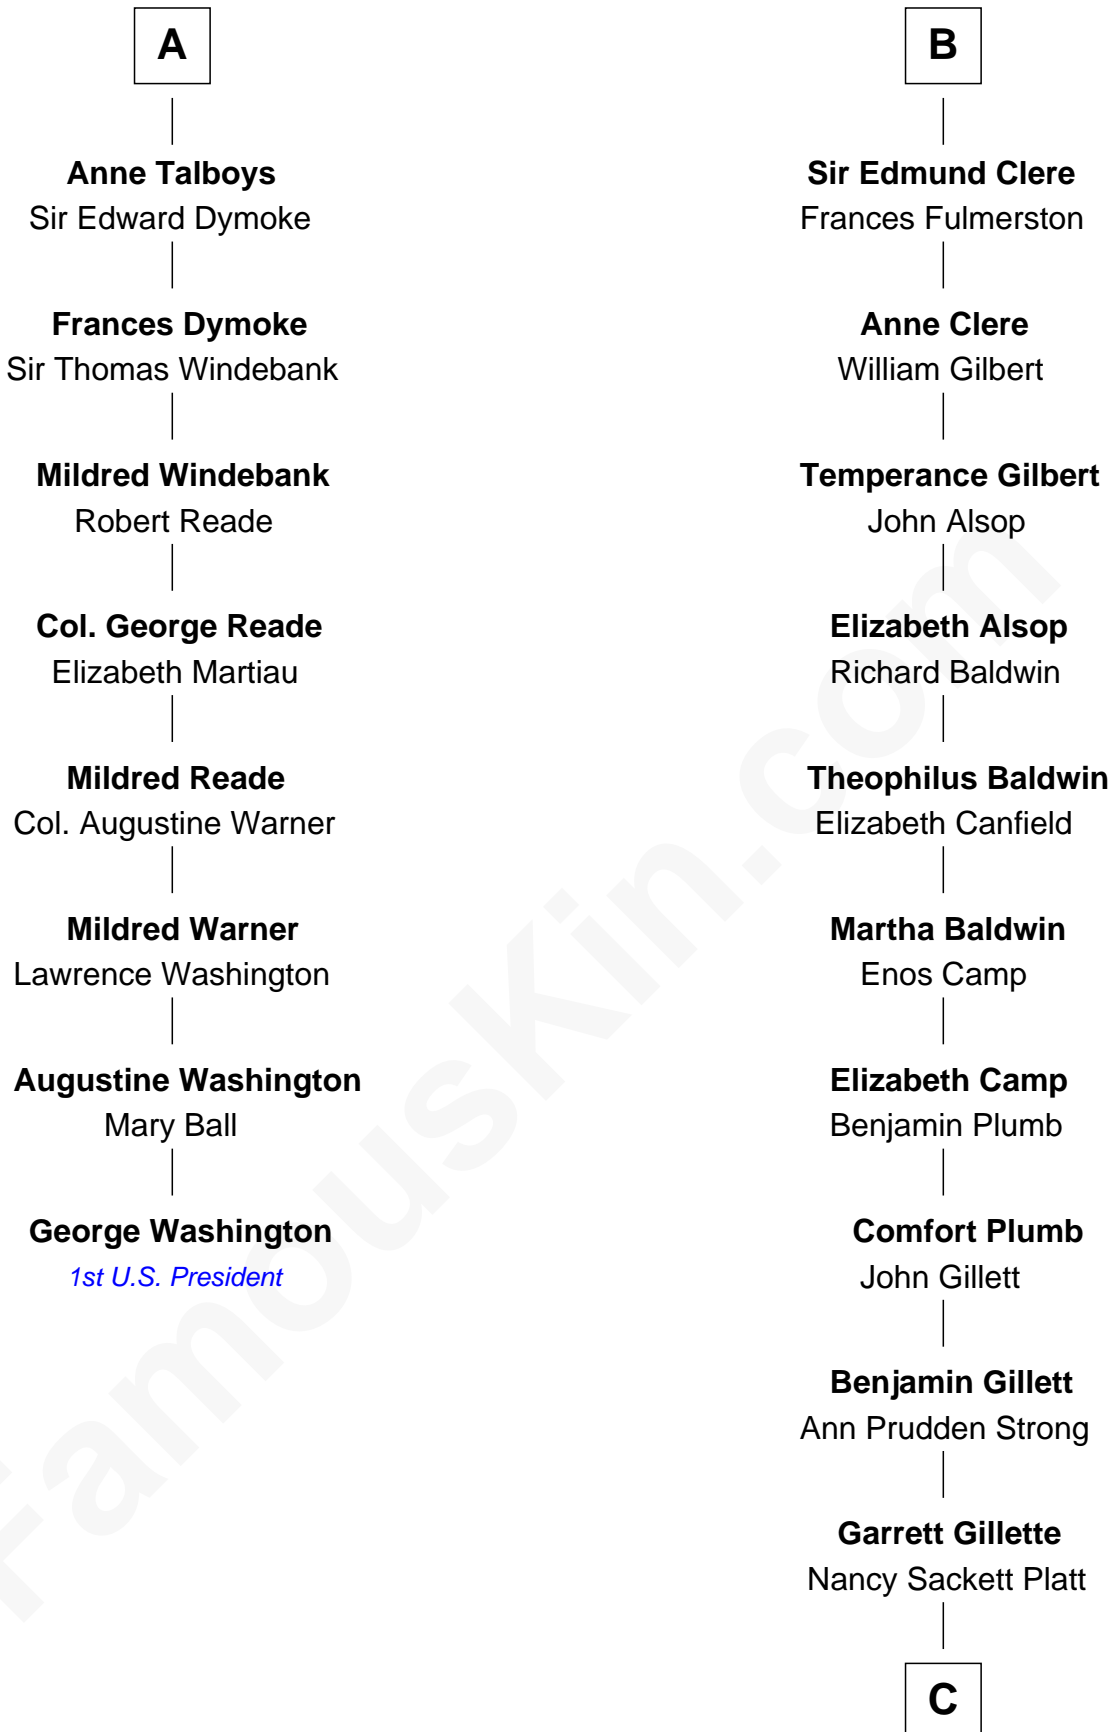 A
Anne Talboys
Sir Edward Dymoke
Frances Dymoke
Sir Thomas Windebank
Mildred Windebank
Robert Reade
Col. George Reade
Elizabeth Martiau
Mildred Reade
Col. Augustine Warner
Mildred Warner
Lawrence Washington
Augustine Washington
Mary Ball
George Washington
1st U.S. President
B
Sir Edmund Clere
Frances Fulmerston
Anne Clere
William Gilbert
Temperance Gilbert
John Alsop
Elizabeth Alsop
Richard Baldwin
Theophilus Baldwin
Elizabeth Canfield
Martha Baldwin
Enos Camp
Elizabeth Camp
Benjamin Plumb
Comfort Plumb
John Gillett
Benjamin Gillett
Ann Prudden Strong
Garrett Gillette
Nancy Sackett Platt
C
FamousKin.com